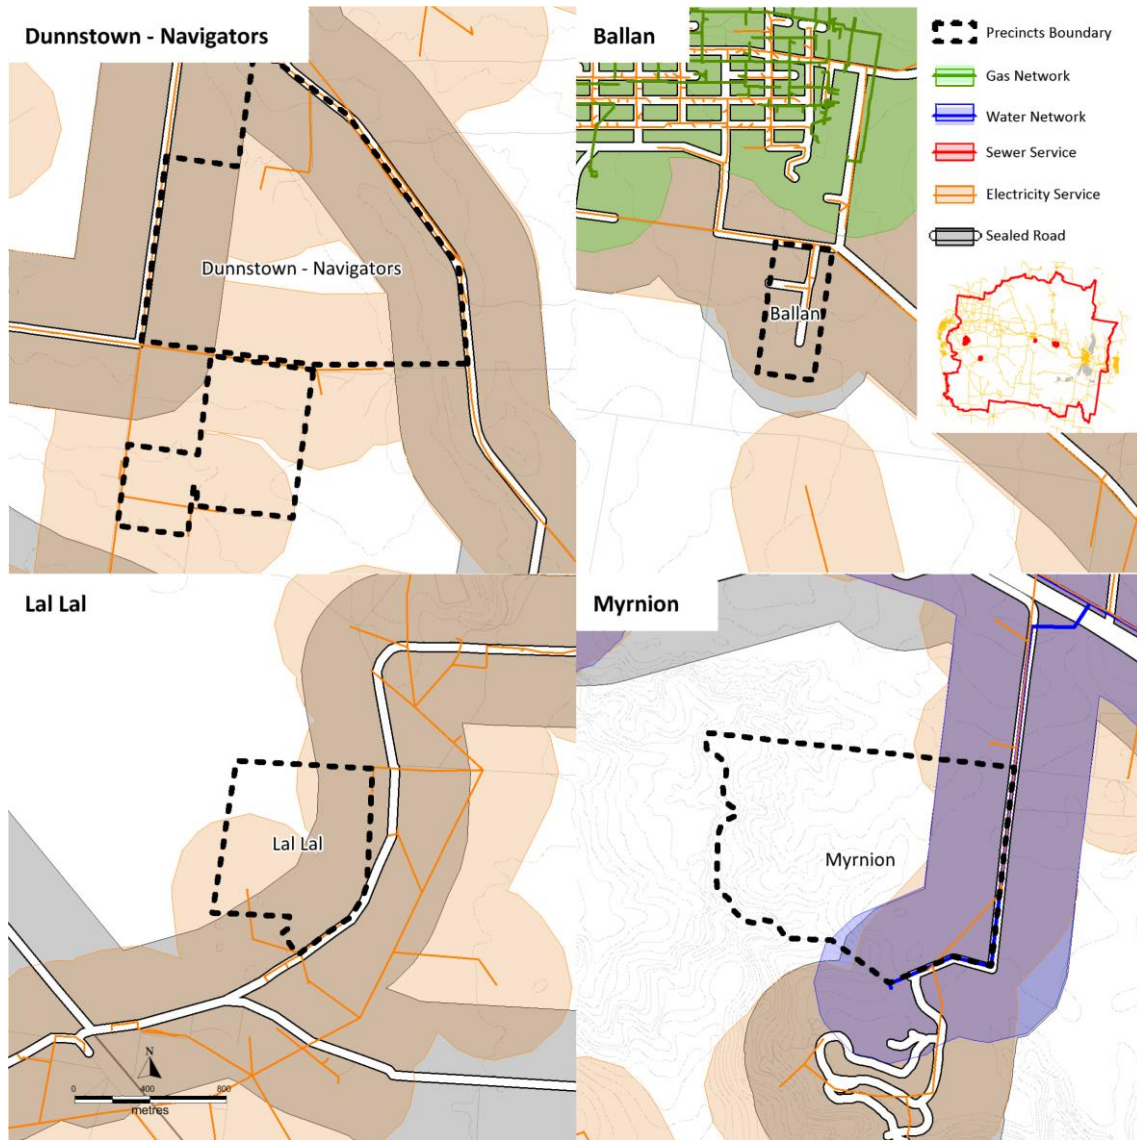 Dunnstown - Navigators
Dunnstown - Navigators
Ballan
Ballan
Precincts Boundary
Gas Network
Water Network
Sewer Service
Electricity Service
Sealed Road
Lal Lal
Lal Lal
N
0 400 800
metres
Myrnion
Myrnion